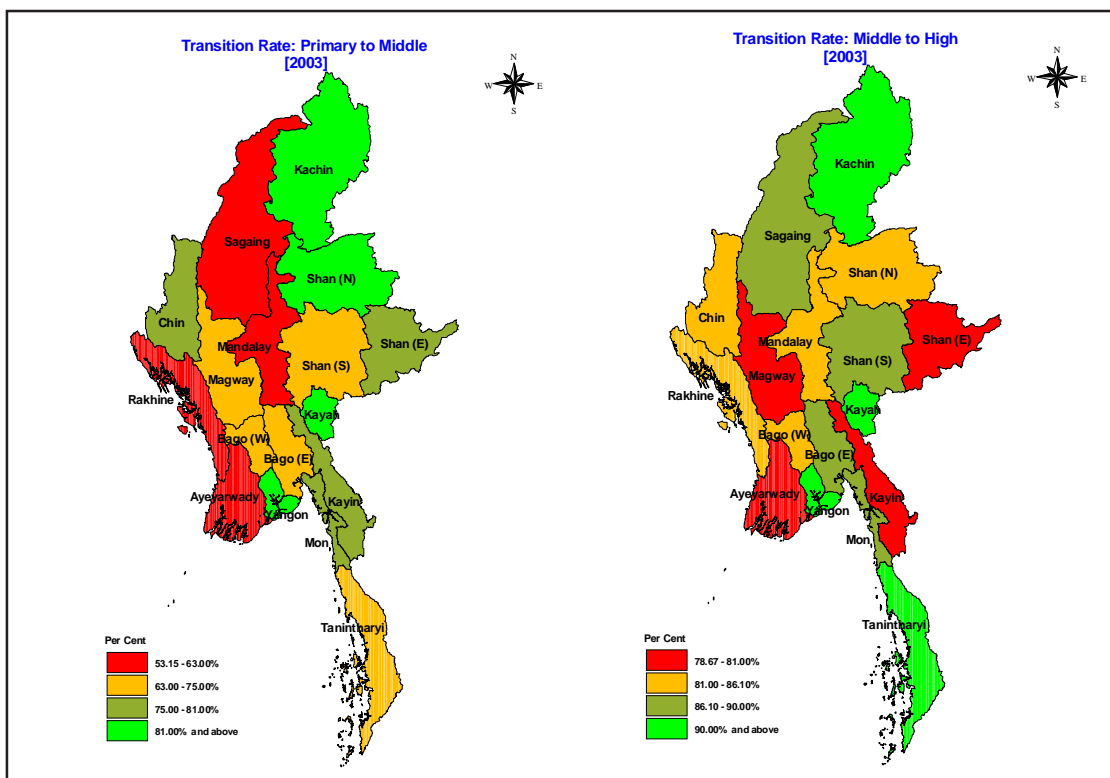 Transition Rate: Primary to Middle
[2003]
N
W E
S
Kachin
Sagaing
Shan (N)
Chin
Mandalay
Shan (E)
Shan (S)
Magway
Rakhine
Kayah
Bago (W)
Bago (E)
Ayeyarwady
Kayin
Yangon
Mon
Tanintharyi
Per Cent
53.15 - 63.00%
63.00 - 75.00%
75.00 - 81.00%
81.00% and above
Transition Rate: Middle to High
[2003]
N
W E
S
Kachin
Sagaing
Shan (N)
Chin
Mandalay
Shan (E)
Shan (S)
Magway
Rakhine
Kayah
Bago (W)
Bago (E)
Ayeyarwady
Kayin
Yangon
Mon
Tanintharyi
Per Cent
78.67 - 81.00%
81.00 - 86.10%
86.10 - 90.00%
90.00% and above